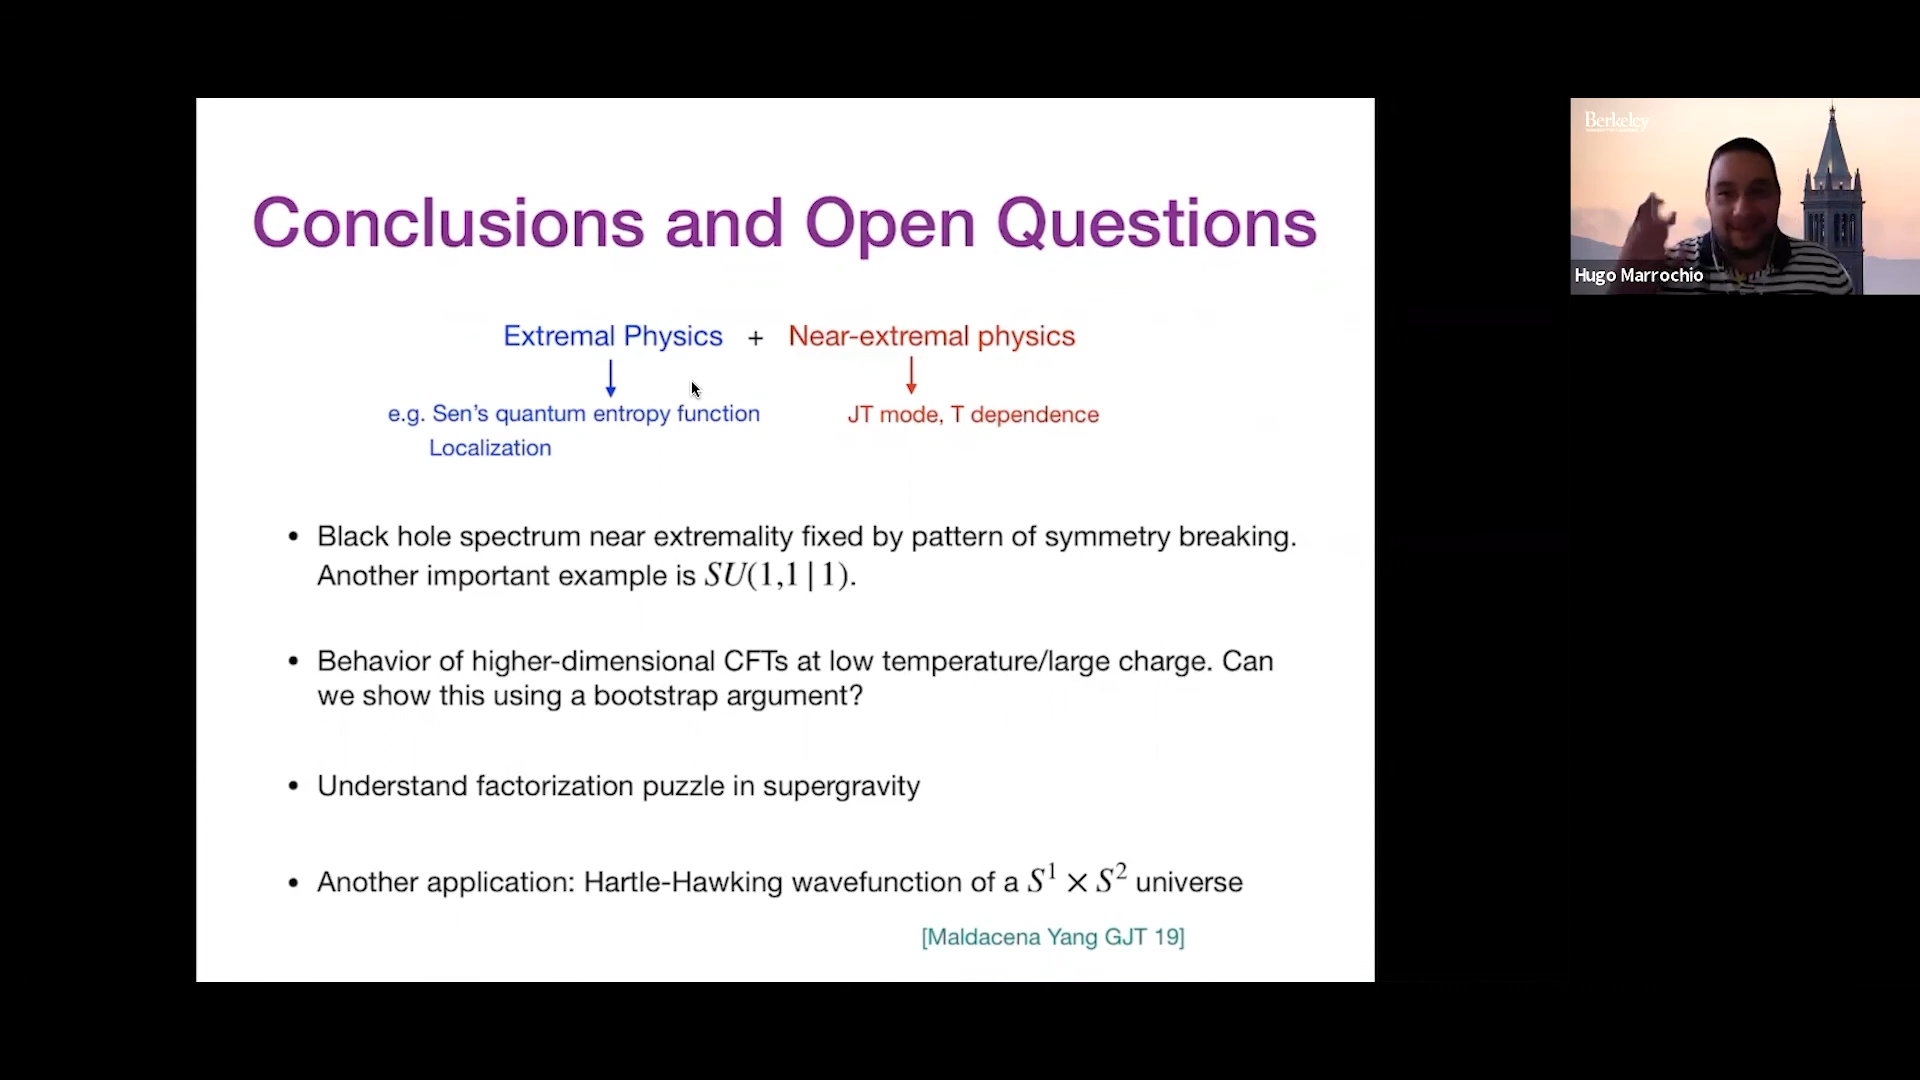 Berkeley
Hugo Marrochio
Conclusions and Open Questions
Extremal Physics + Near-extremal physics
e.g. Sen's quantum entropy function
Localization
JT mode, T dependence
• Black hole spectrum near extremality fixed by pattern of symmetry breaking.
Another important example is SU(1,1|1).
• Behavior of higher-dimensional CFTs at low temperature/large charge. Can
we show this using a bootstrap argument?
• Understand factorization puzzle in supergravity
• Another application: Hartle-Hawking wavefunction of a S¹ × S² universe
[Maldacena Yang GJT 19]